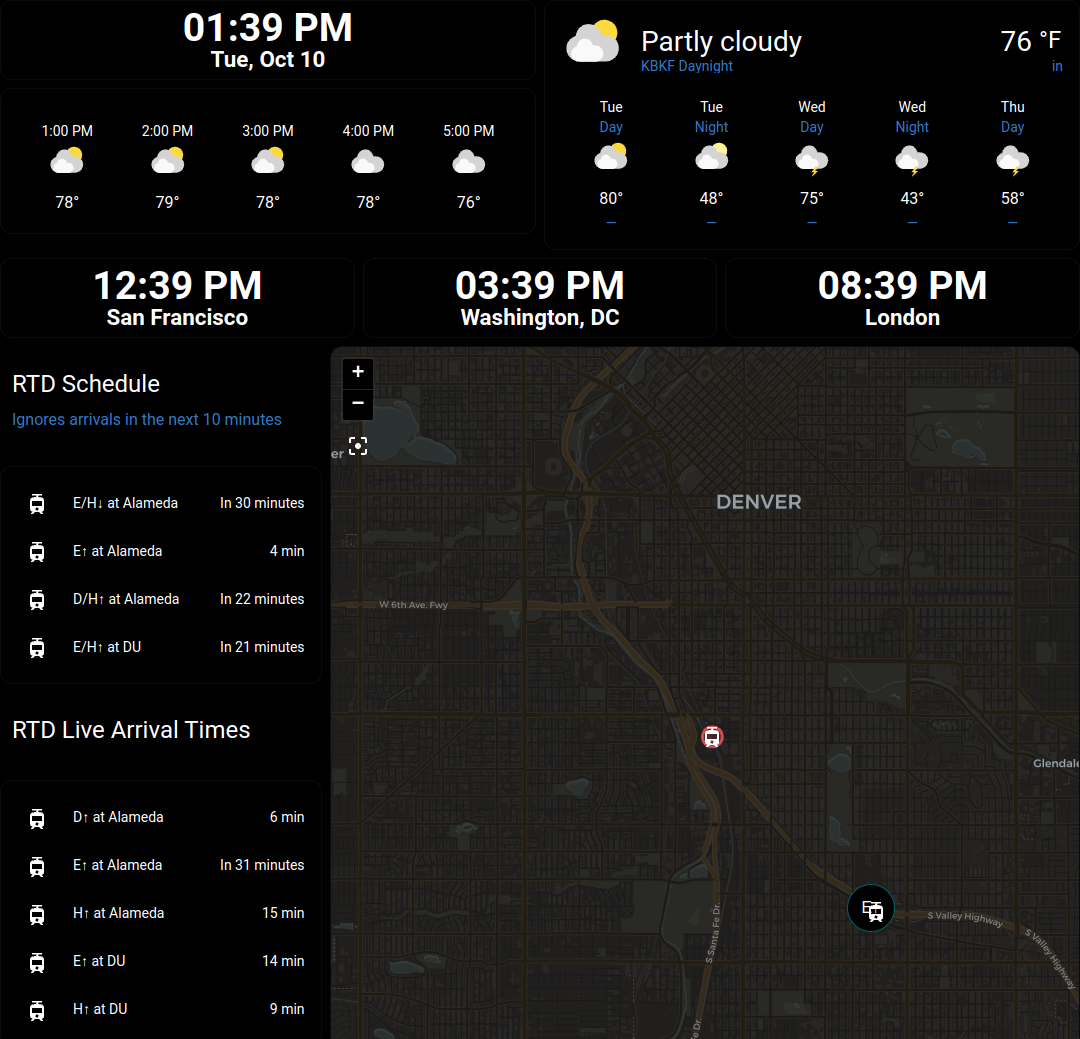 01:39 PM
Tue, Oct 10
1:00 PM 2:00 PM 3:00 PM 4:00 PM 5:00 PM
78° 79° 78° 78° 76°
Partly cloudy 76 °F
KBKF Daynight in
Tue Tue Wed Wed Thu
Day Night Day Night Day
80° 48° 75° 43° 58°
— — — — —
12:39 PM
San Francisco
03:39 PM
Washington, DC
08:39 PM
London
RTD Schedule
Ignores arrivals in the next 10 minutes
E/H↓ at Alameda In 30 minutes
E↑ at Alameda 4 min
D/H↑ at Alameda In 22 minutes
E/H↑ at DU In 21 minutes
RTD Live Arrival Times
D↑ at Alameda 6 min
E↑ at Alameda In 31 minutes
H↑ at Alameda 15 min
E↑ at DU 14 min
H↑ at DU 9 min
+
−
er
DENVER
W 6th Ave. Fwy
Glendale
E
S Valley Highway
S Valley Highway
S Santa Fe Dr.
Fe Dr.